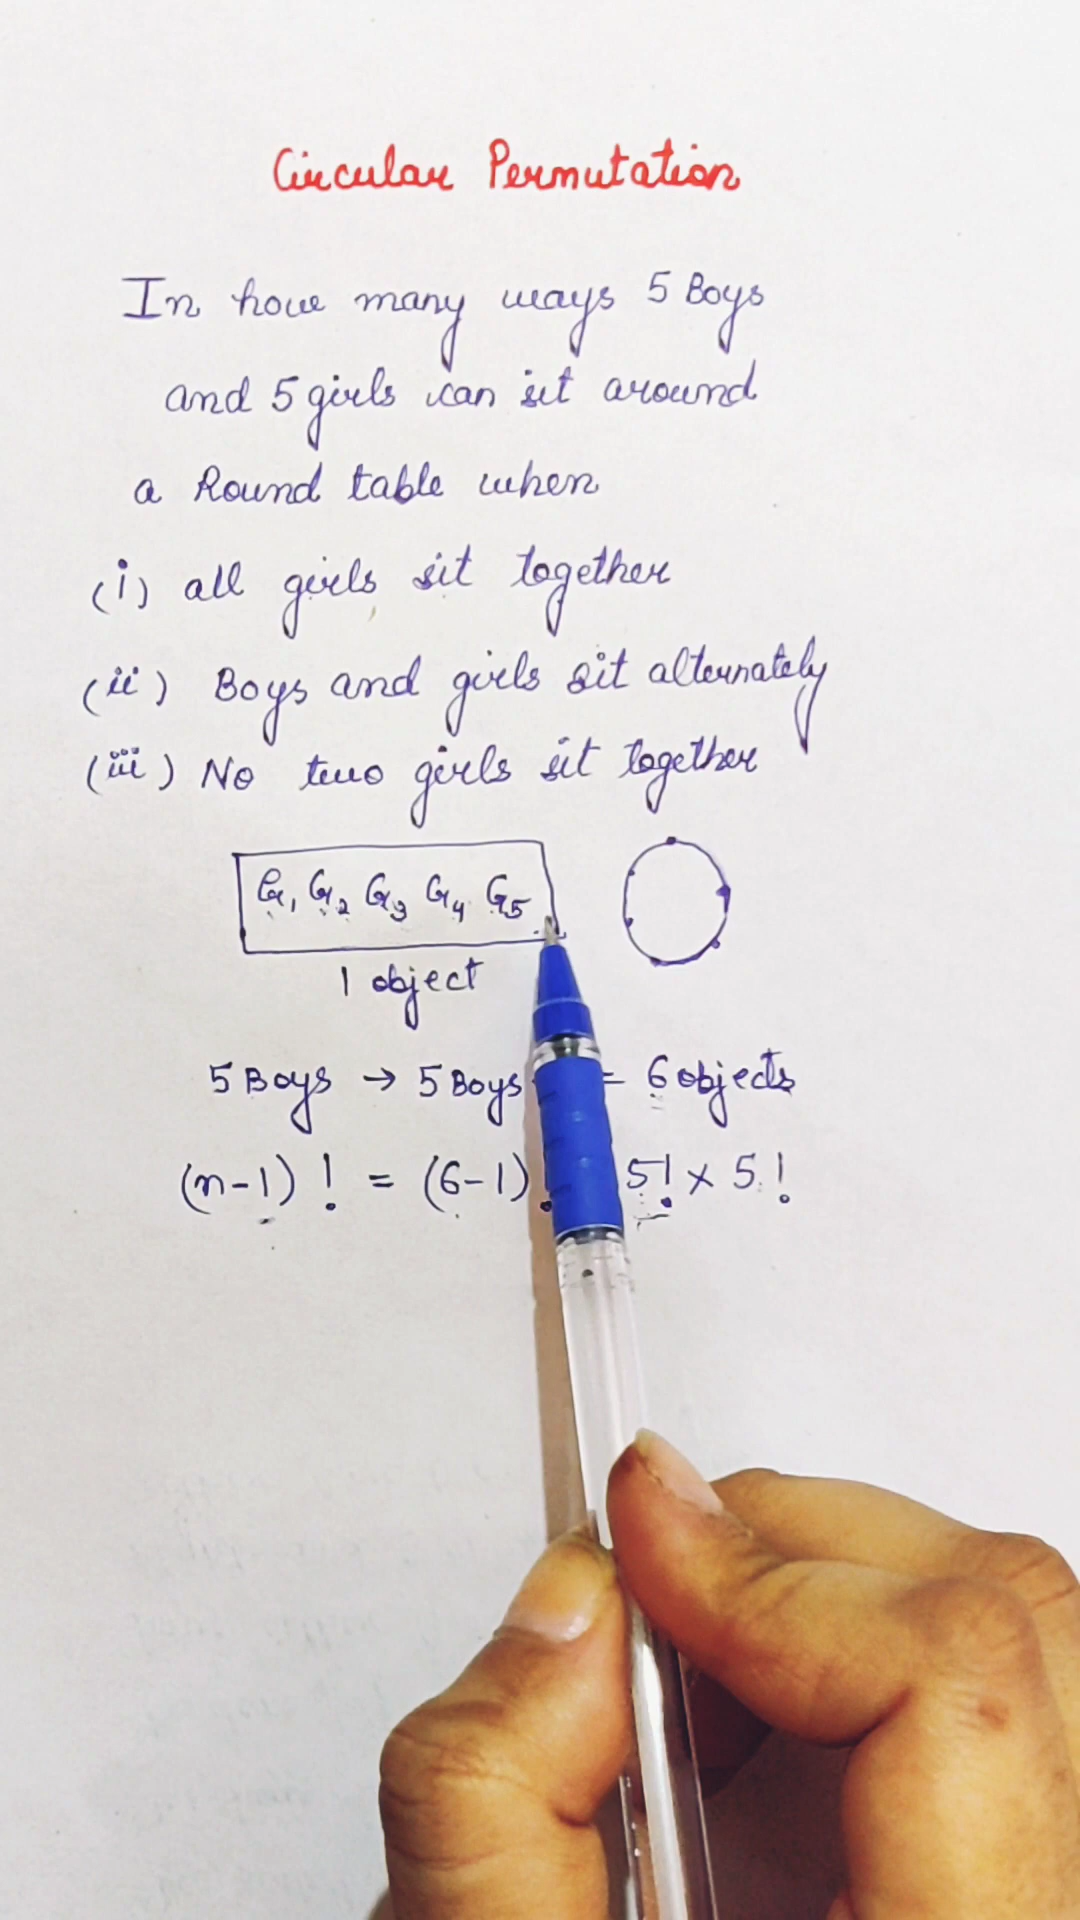 Circular Permutation
In how many ways 5 Boys
and 5 girls can sit around
a Round table when
(i) all girls sit together
(ii) Boys and girls sit alternately
(iii) No two girls sit together
G1 G2 G3 G4 G5
1 object
5 Boys → 5 Boys = 6 objects
(n-1)! = (6-1) 5! × 5!